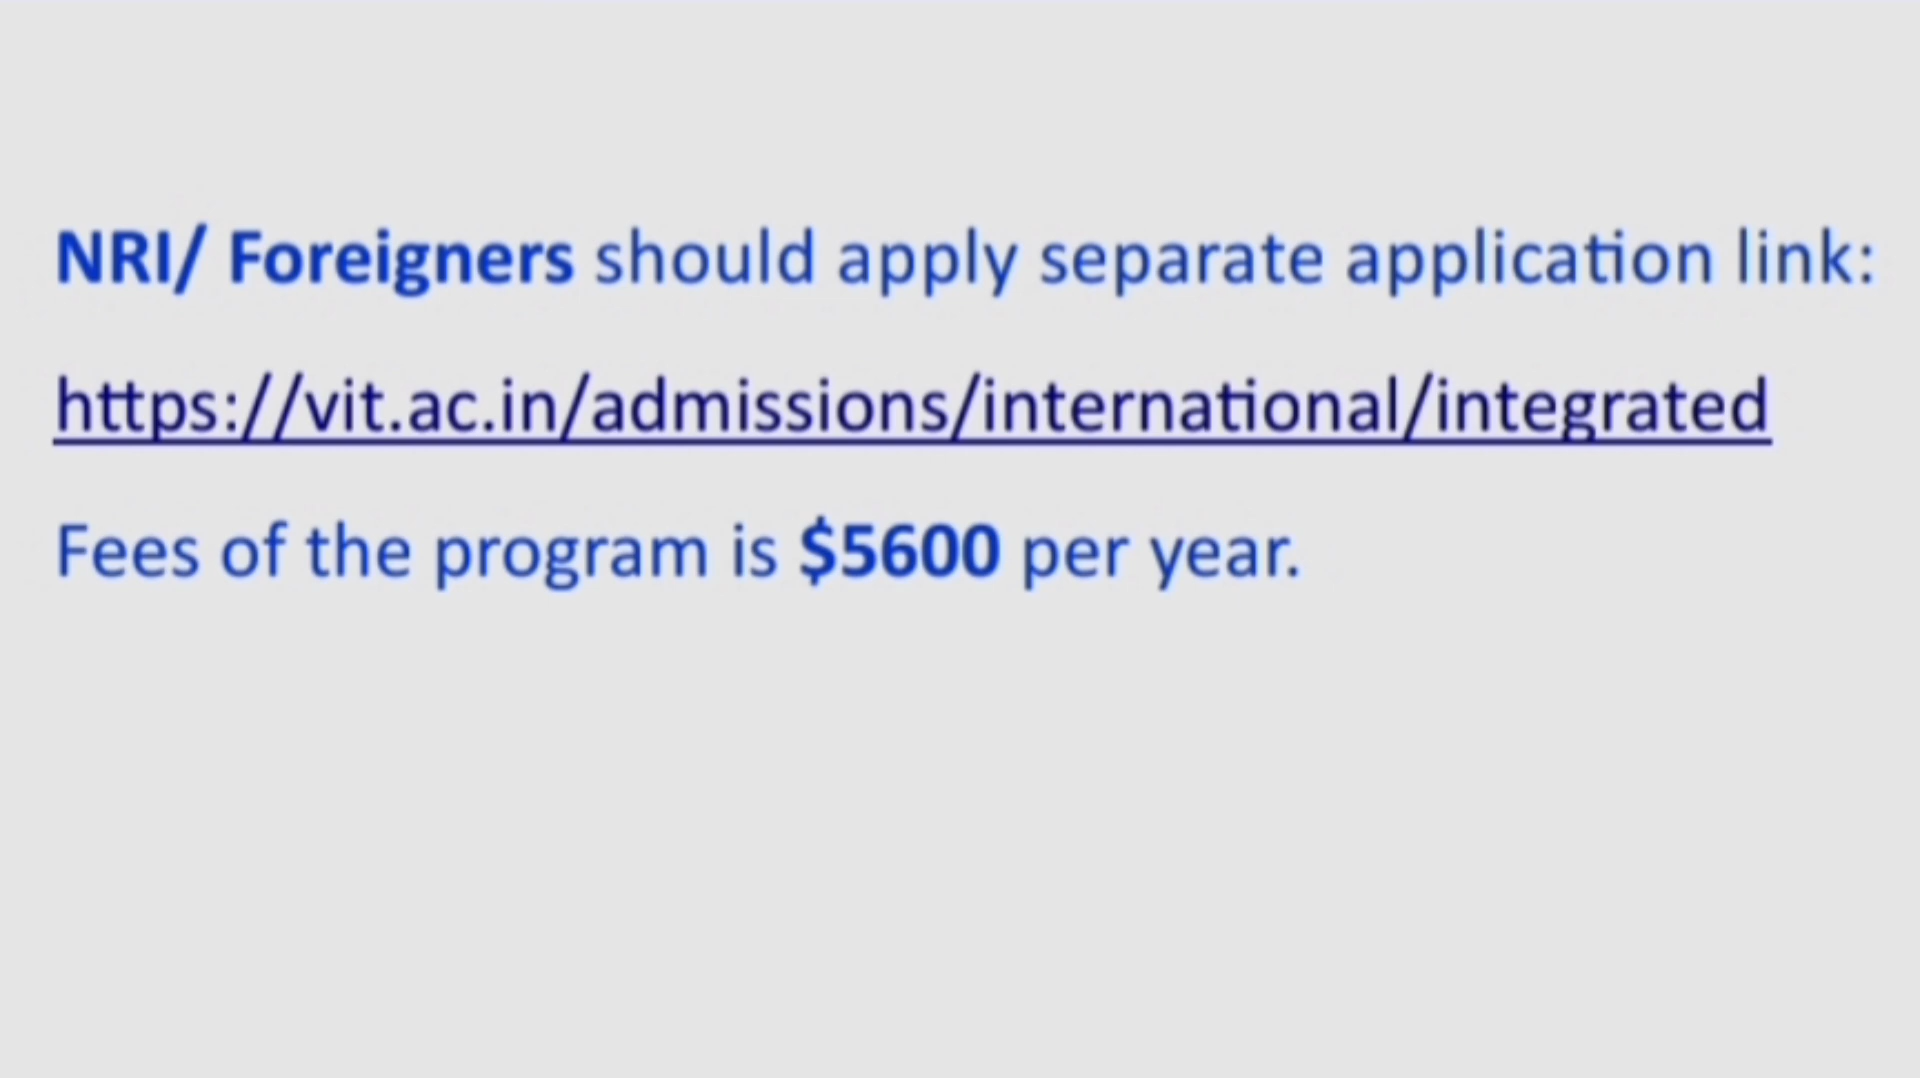 NRI/ Foreigners should apply separate application link:
https://vit.ac.in/admissions/international/integrated
Fees of the program is $5600 per year.